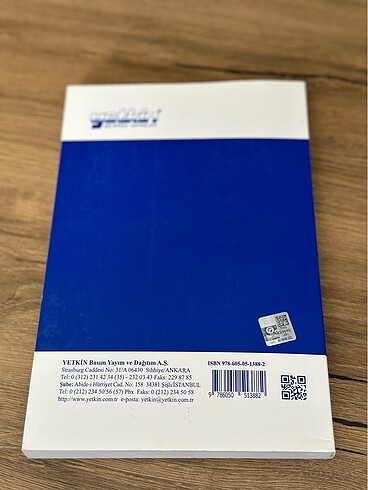 yetkin
YETKİN Basım Yayım ve Dağıtım A.Ş.
Strasburg Caddesi No: 31/A 06430 Sıhhiye/ANKARA
Tel: 0 (312) 231 42 34 (35) - 232 03 43 Faks: 229 87 85
Şube: Abide-i Hürriyet Cad. No: 158 34381 Şişli/İSTANBUL
Tel: 0 (212) 234 50 56 (57) Pbx Faks: 0 (212) 234 50 58
http://www.yetkin.com.tr e-posta: yetkin@yetkin.com.tr
ISBN 978-605-05-1388-2
9 786050 513882